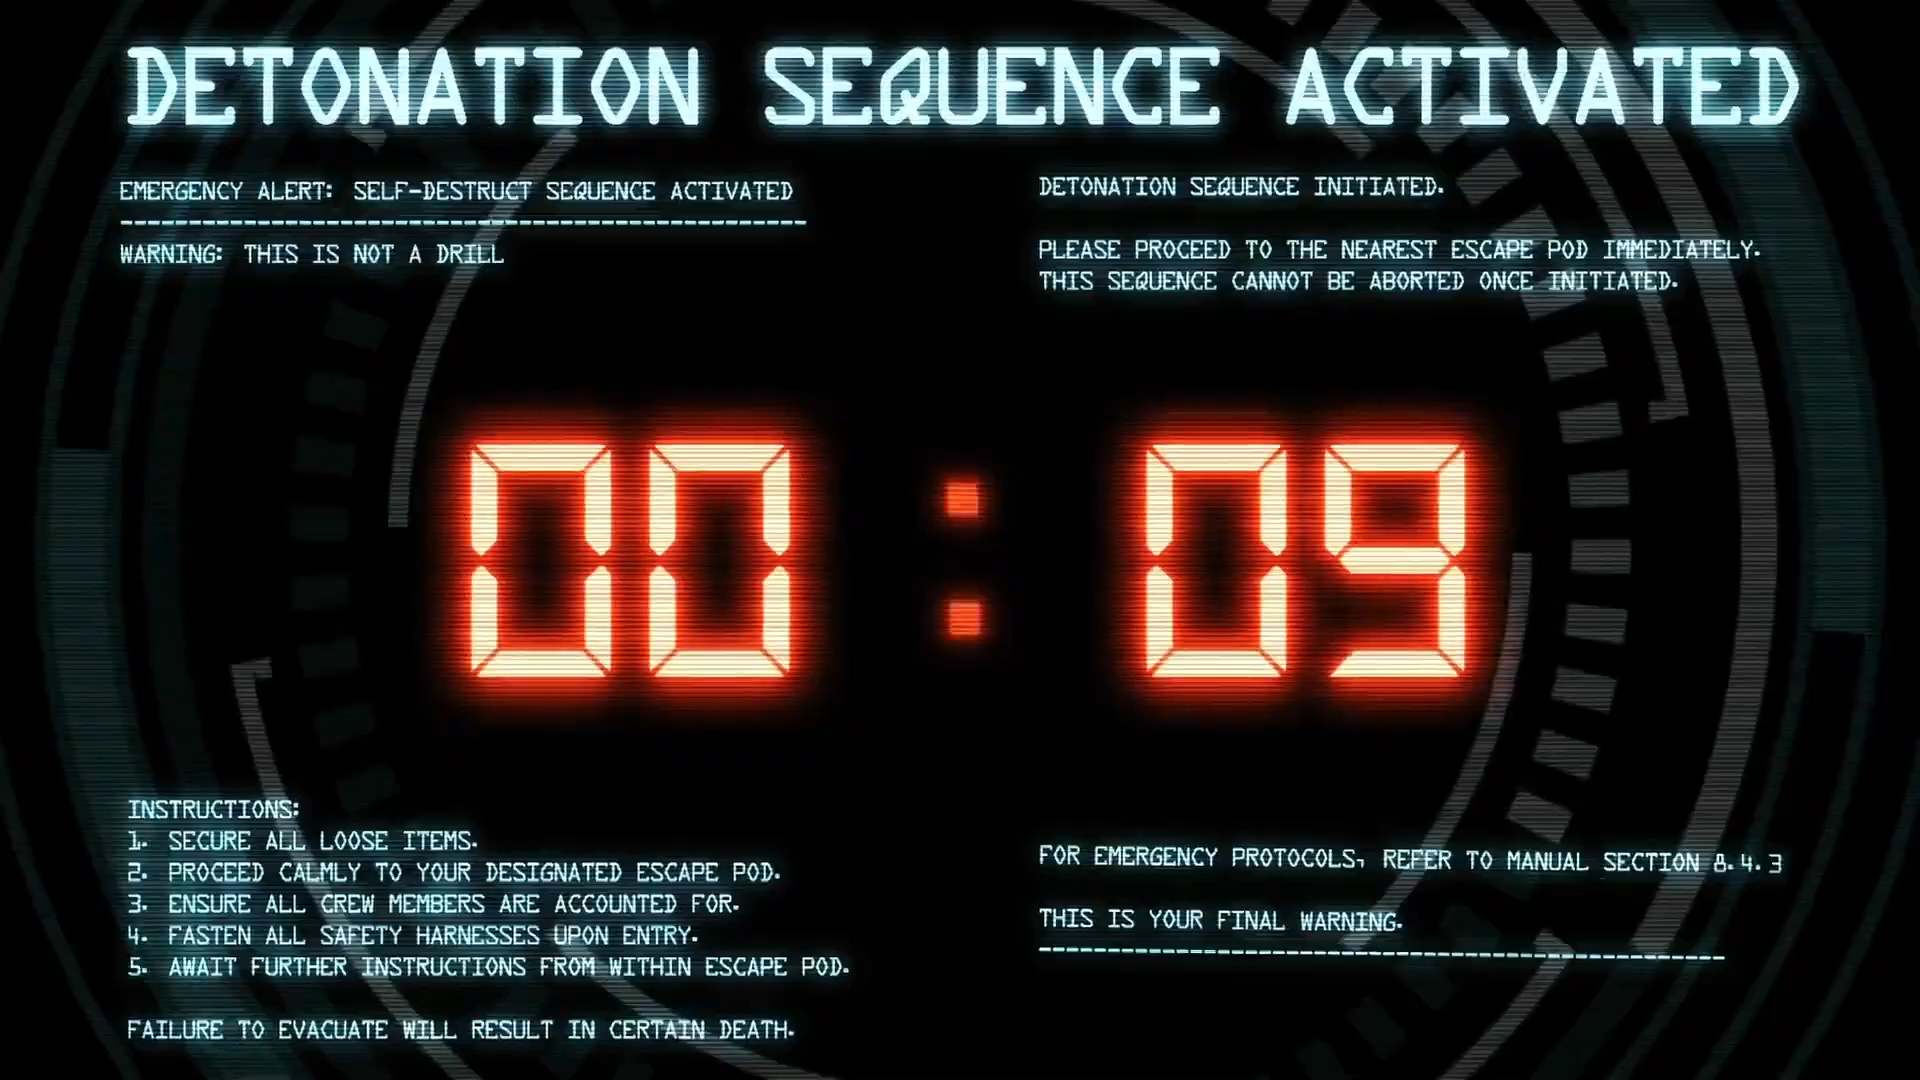 DETONATION SEQUENCE ACTIVATED
EMERGENCY ALERT: SELF-DESTRUCT SEQUENCE ACTIVATED
--------------------------------------------------
WARNING: THIS IS NOT A DRILL
DETONATION SEQUENCE INITIATED.
PLEASE PROCEED TO THE NEAREST ESCAPE POD IMMEDIATELY.
THIS SEQUENCE CANNOT BE ABORTED ONCE INITIATED.
00:09
INSTRUCTIONS:
1. SECURE ALL LOOSE ITEMS.
2. PROCEED CALMLY TO YOUR DESIGNATED ESCAPE POD.
3. ENSURE ALL CREW MEMBERS ARE ACCOUNTED FOR.
4. FASTEN ALL SAFETY HARNESSES UPON ENTRY.
5. AWAIT FURTHER INSTRUCTIONS FROM WITHIN ESCAPE POD.
FAILURE TO EVACUATE WILL RESULT IN CERTAIN DEATH.
FOR EMERGENCY PROTOCOLS, REFER TO MANUAL SECTION 8.4.3
THIS IS YOUR FINAL WARNING.
--------------------------------------------------